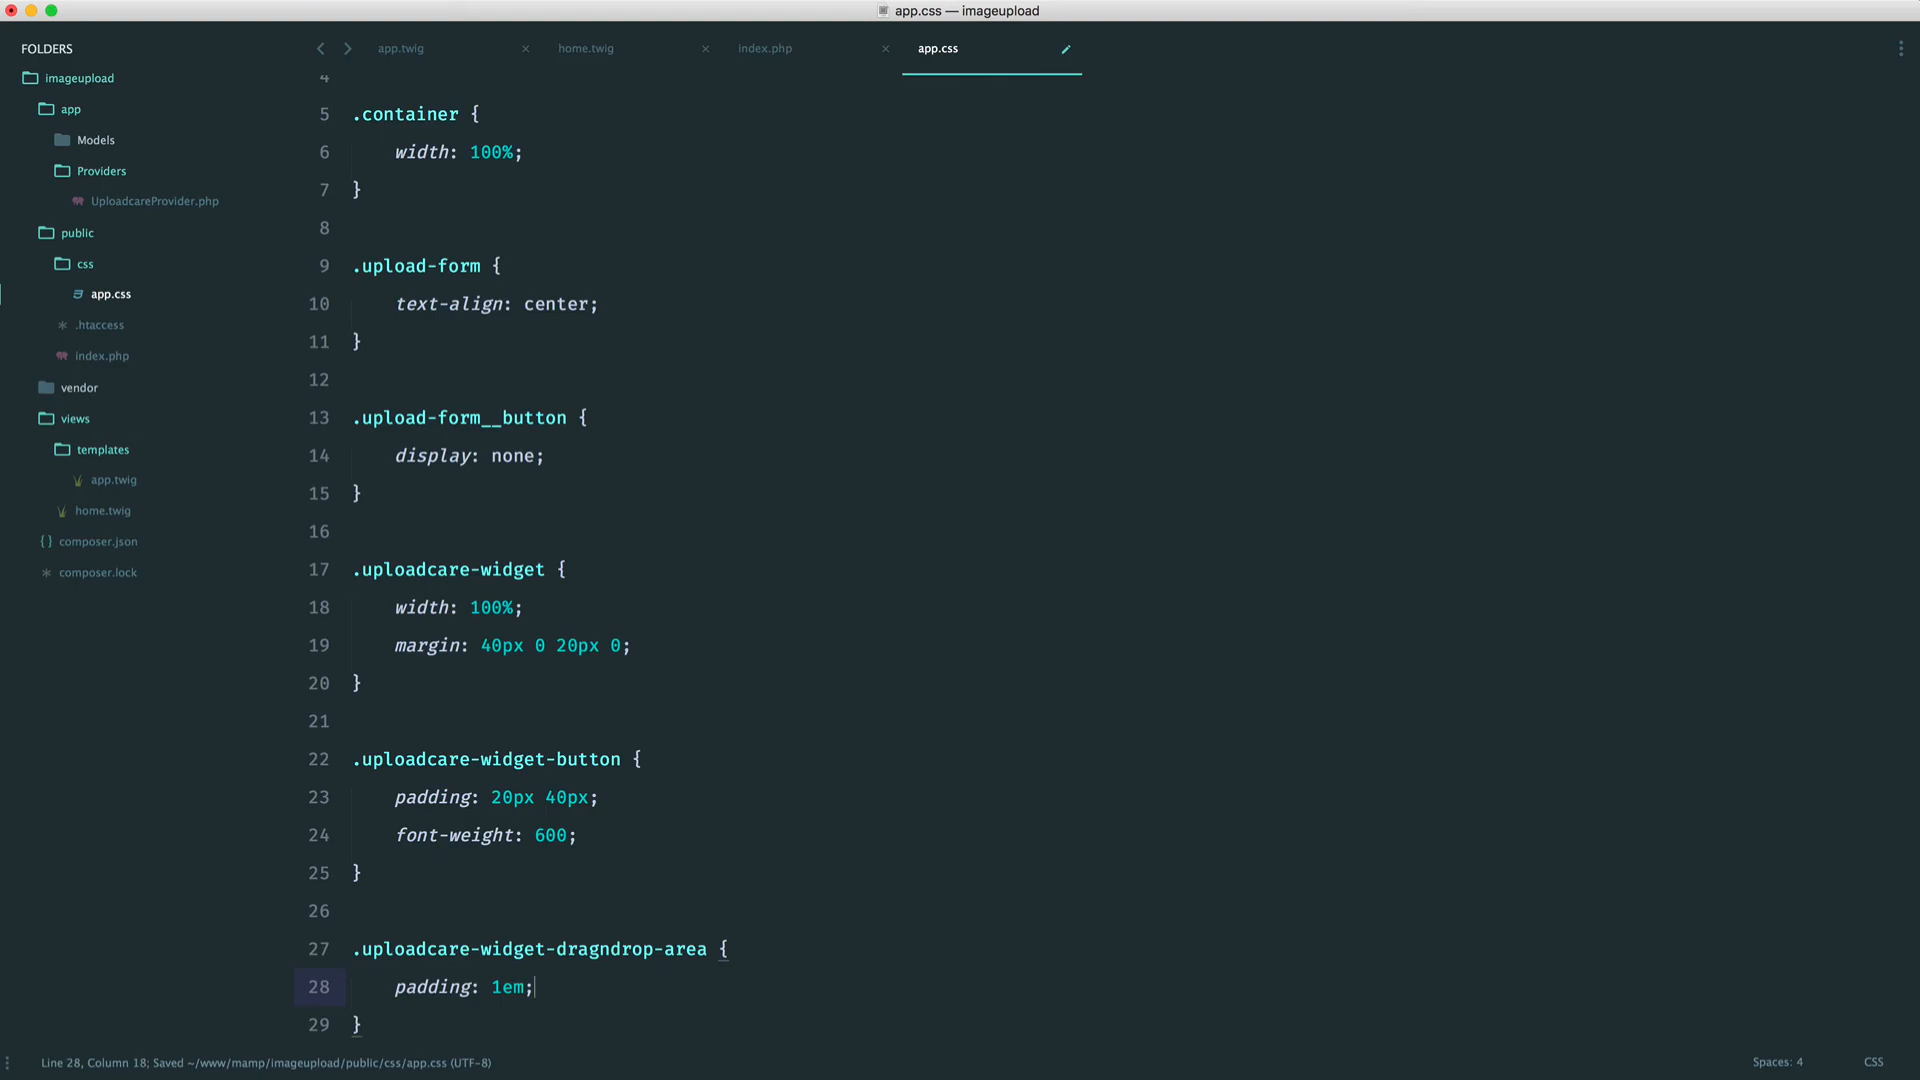 app.css — imageupload
FOLDERS
imageupload
app
Models
Providers
UploadcareProvider.php
public
css
app.css
.htaccess
index.php
vendor
views
templates
app.twig
home.twig
{ } composer.json
composer.lock
app.twig × home.twig × index.php × app.css
4
5 .container {
6 width: 100%;
7 }
8
9 .upload-form {
10 text-align: center;
11 }
12
13 .upload-form__button {
14 display: none;
15 }
16
17 .uploadcare-widget {
18 width: 100%;
19 margin: 40px 0 20px 0;
20 }
21
22 .uploadcare-widget-button {
23 padding: 20px 40px;
24 font-weight: 600;
25 }
26
27 .uploadcare-widget-dragndrop-area {
28 padding: 1em;
29 }
Line 28, Column 18; Saved ~/www/mamp/imageupload/public/css/app.css (UTF-8)
Spaces: 4 CSS